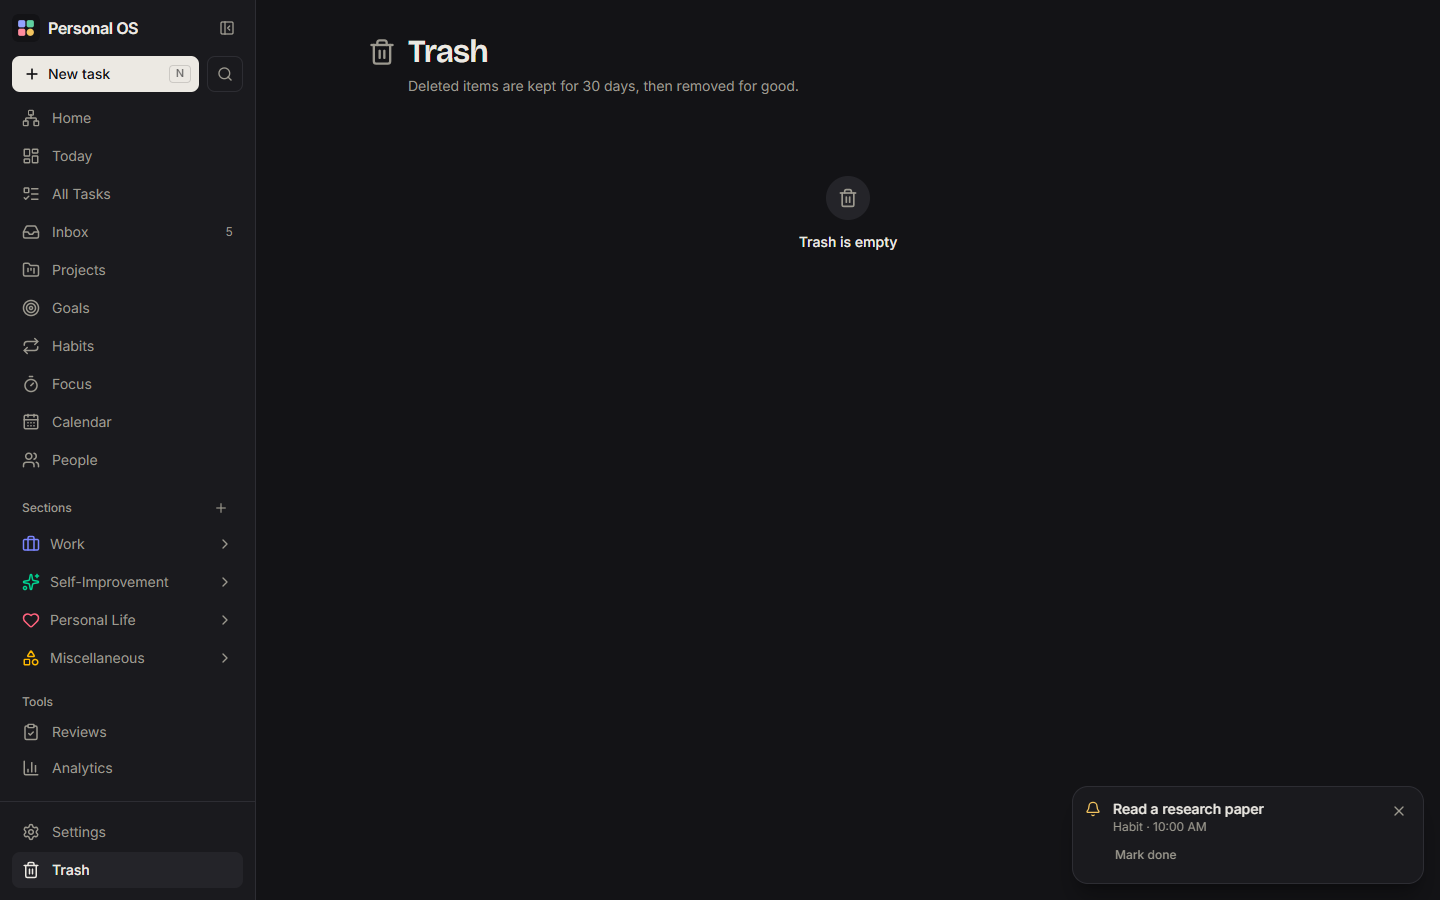 Personal OS
New task N
Home
Today
All Tasks
Inbox 5
Projects
Goals
Habits
Focus
Calendar
People
Sections
Work
Self-Improvement
Personal Life
Miscellaneous
Tools
Reviews
Analytics
Settings
Trash
Trash
Deleted items are kept for 30 days, then removed for good.
Trash is empty
Read a research paper
Habit · 10:00 AM
Mark done